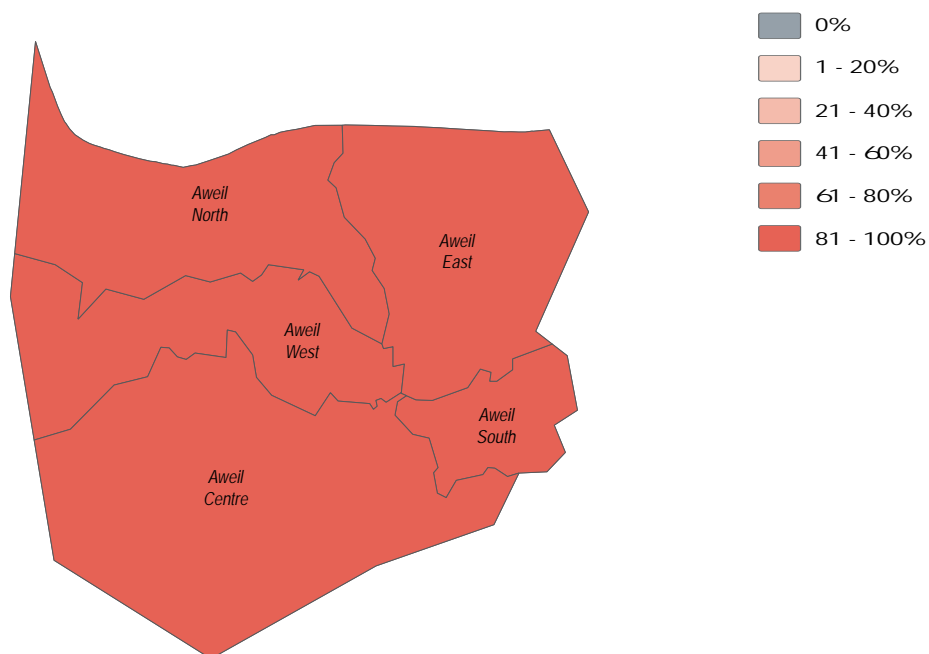 0%
1 - 20%
21 - 40%
41 - 60%
61 - 80%
81 - 100%
Aweil
North
Aweil
East
Aweil
West
Aweil
South
Aweil
Centre